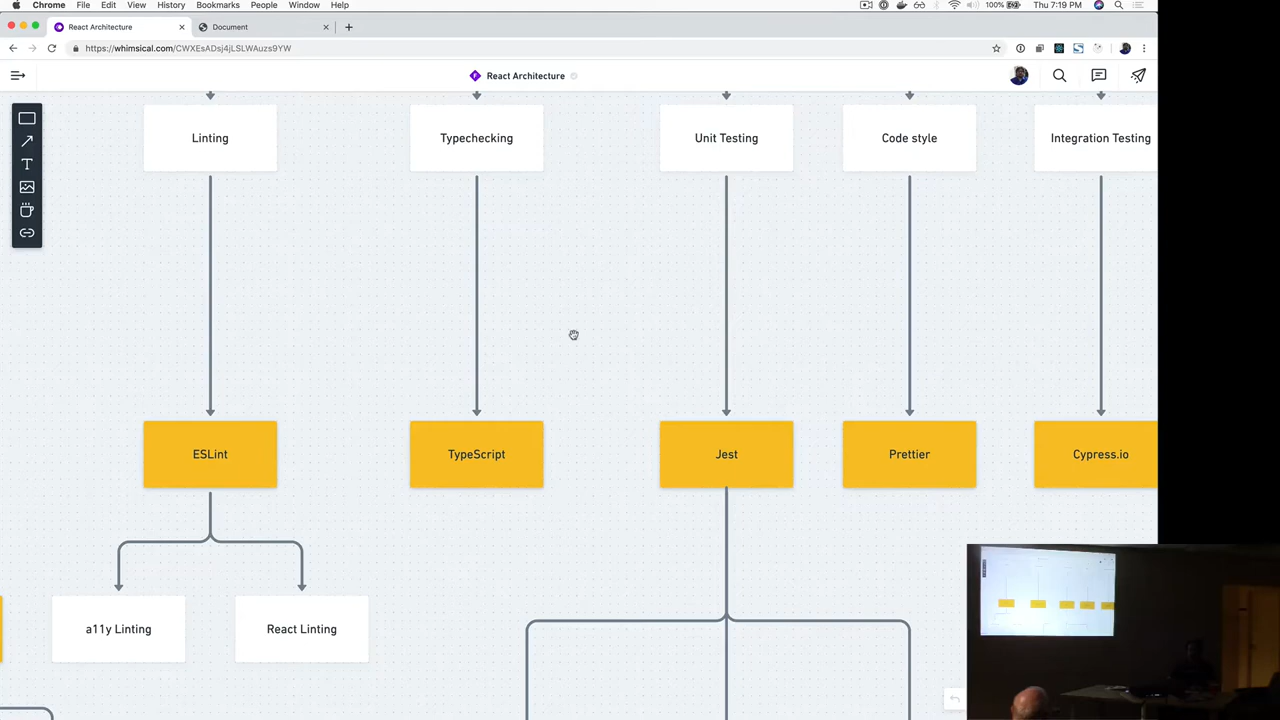 Chrome File Edit View History Bookmarks People Window Help 100% Thu 7:19 PM
React Architecture Document
https://whimsical.com/CWXEsADsj4jLSLWAuzs9YW
React Architecture
Linting Typechecking Unit Testing Code style Integration Testing
T
ESLint TypeScript Jest Prettier Cypress.io
a11y Linting React Linting